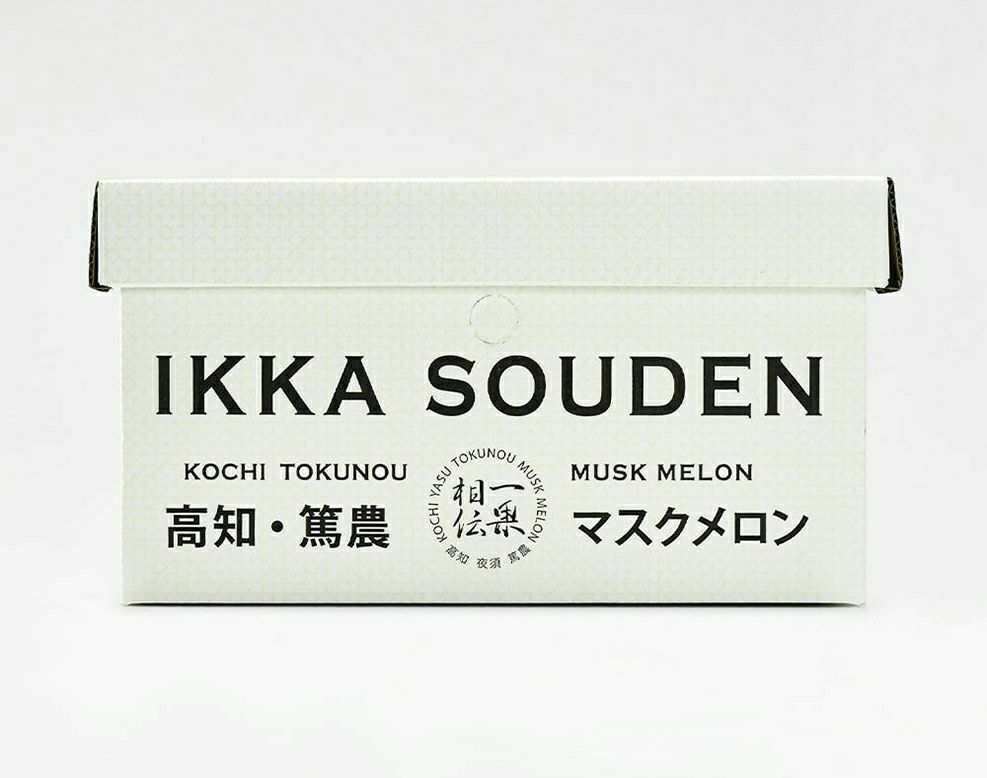 IKKA SOUDEN
KOCHI TOKUNOU
高知・篤農
KOCHI YASU TOKUNOU MUSK MELON
一果
相伝
高知 夜須 篤農
MUSK MELON
マスクメロン